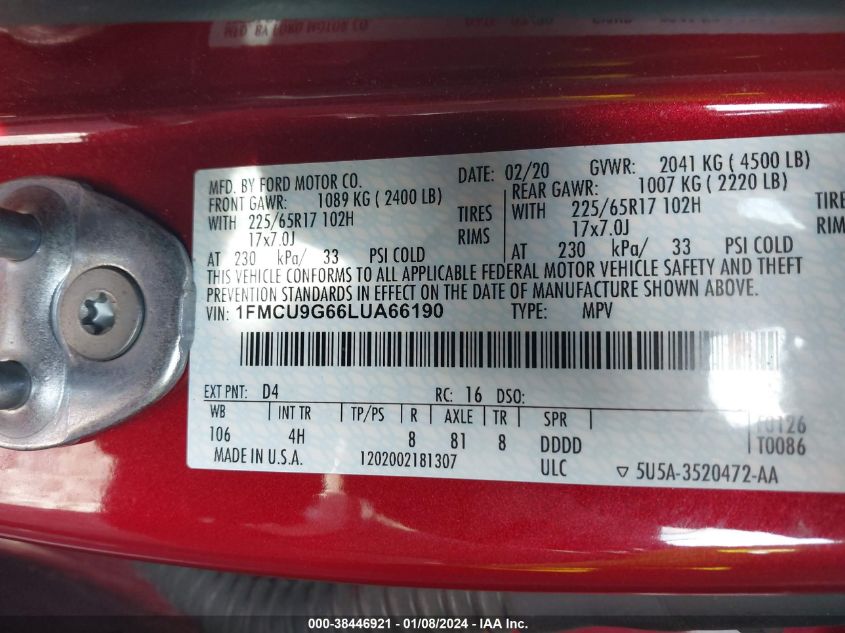 MFD. BY FORD MOTOR CO.
DATE: 02/20 GVWR: 2041 KG ( 4500 LB)
FRONT GAWR: 1089 KG ( 2400 LB) REAR GAWR: 1007 KG ( 2220 LB)
WITH 225/65R17 102H TIRES WITH 225/65R17 102H TIRES
17x7.0J RIMS 17x7.0J RIMS
AT 230 kPa/ 33 PSI COLD AT 230 kPa/ 33 PSI COLD
THIS VEHICLE CONFORMS TO ALL APPLICABLE FEDERAL MOTOR VEHICLE SAFETY AND THEFT
PREVENTION STANDARDS IN EFFECT ON THE DATE OF MANUFACTURE SHOWN ABOVE.
VIN: 1FMCU9G66LUA66190 TYPE: MPV
EXT PNT: D4 RC: 16 DSO:
WB INT TR TP/PS R AXLE TR SPR
106 4H 8 81 8 DDDD T0086
MADE IN U.S.A. 1202002181307 ULC 5U5A-3520472-AA
000-38446921 - 01/08/2024 - IAA Inc.